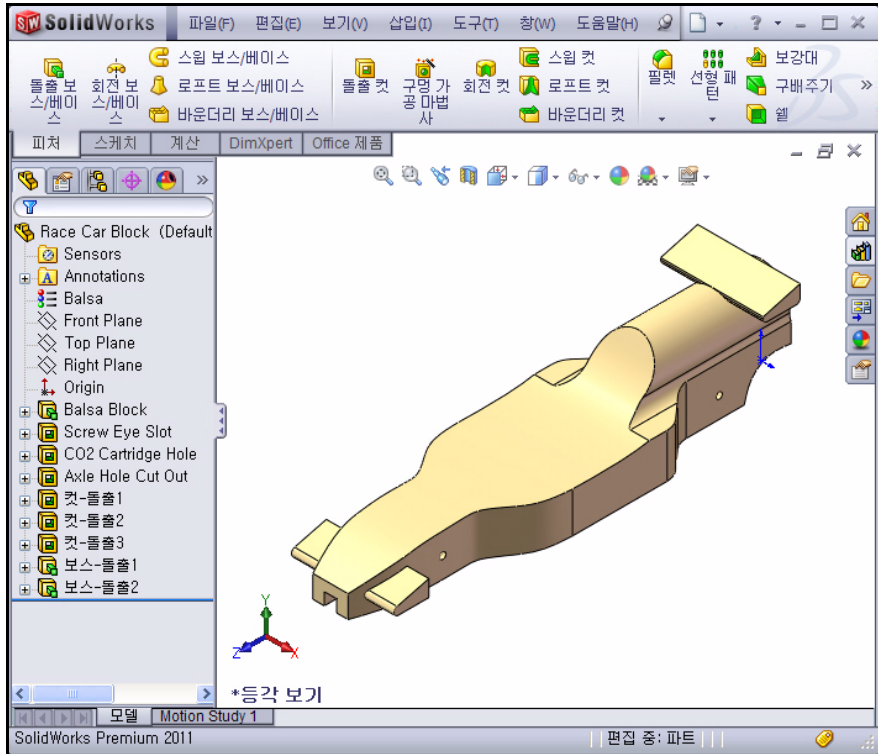 SW SolidWorks 파일(F) 편집(E) 보기(V) 삽입(I) 도구(T) 창(W) 도움말(H) ?
돌출 보스/베이스
회전 보스/베이스
스윕 보스/베이스
로프트 보스/베이스
바운더리 보스/베이스
돌출 컷
구멍 가공 마법사
회전 컷
스윕 컷
로프트 컷
바운더리 컷
필렛
선형 패턴
보강대
구배주기
쉘
피처 스케치 계산 DimXpert Office 제품
Race Car Block (Default
Sensors
A Annotations
Balsa
Front Plane
Top Plane
Right Plane
Origin
Balsa Block
Screw Eye Slot
CO2 Cartridge Hole
Axle Hole Cut Out
컷-돌출1
컷-돌출2
컷-돌출3
보스-돌출1
보스-돌출2
Y
Z X
*등각 보기
모델 Motion Study 1
SolidWorks Premium 2011 편집 중: 파트